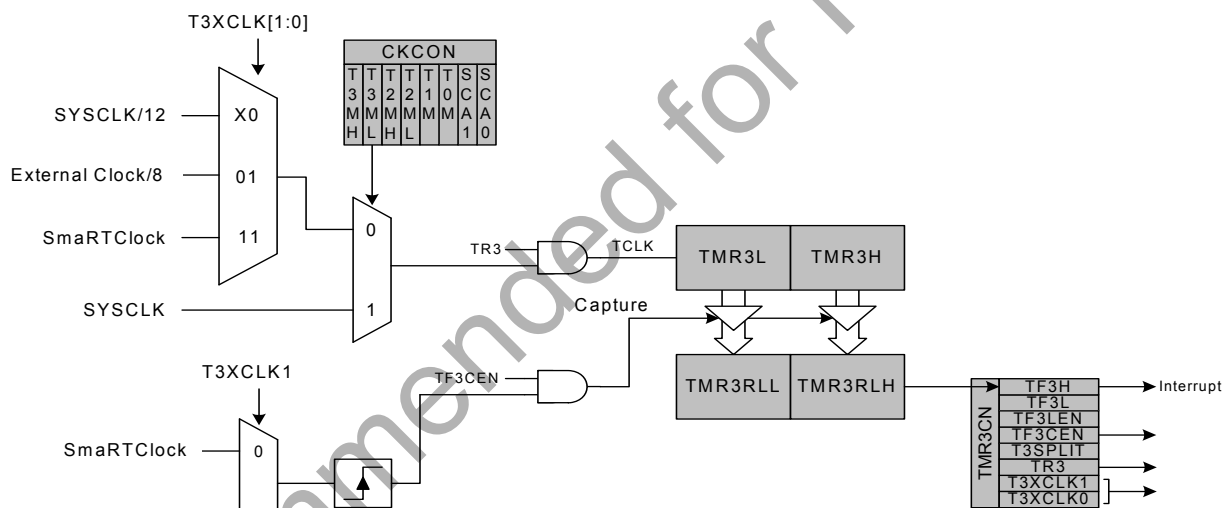 T3XCLK[1:0]
CKCON
T3MH T3ML T2MH T2ML T1M T0M SCA1 SCA0
SYSCLK/12
X0
External Clock/8
01
SmaRTClock
11
0
SYSCLK
1
TR3
TCLK
TMR3L
TMR3H
Capture
TF3CEN
TMR3RLL
TMR3RLH
T3XCLK1
SmaRTClock
0
TMR3CN
TF3H
Interrupt
TF3L
TF3LEN
TF3CEN
T3SPLIT
TR3
T3XCLK1
T3XCLK0
mmended for